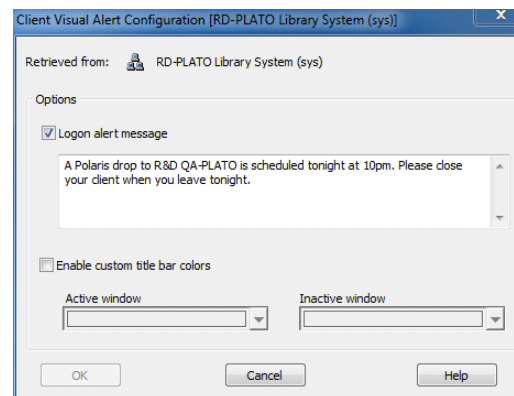 Client Visual Alert Configuration [RD-PLATO Library System (sys)]
Retrieved from: RD-PLATO Library System (sys)
Options
Logon alert message
A Polaris drop to R&D QA-PLATO is scheduled tonight at 10pm. Please close
your client when you leave tonight.
Enable custom title bar colors
Active window Inactive window
OK Cancel Help